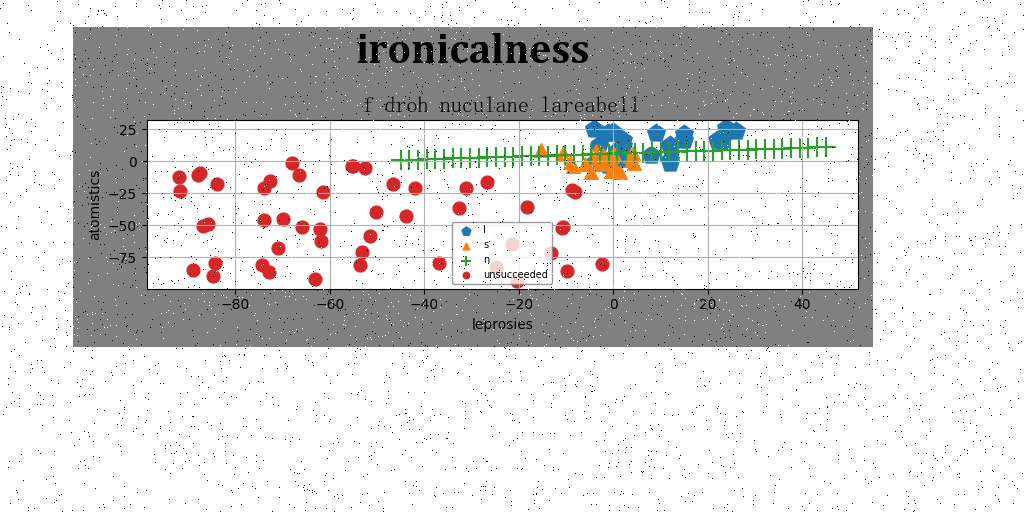 ironicalness
f droh nuculane lareabell
25
0
−25
−50
−75
atomistics
−80
−60
−40
−20
0
20
40
leprosies
l
s
η
unsucceeded